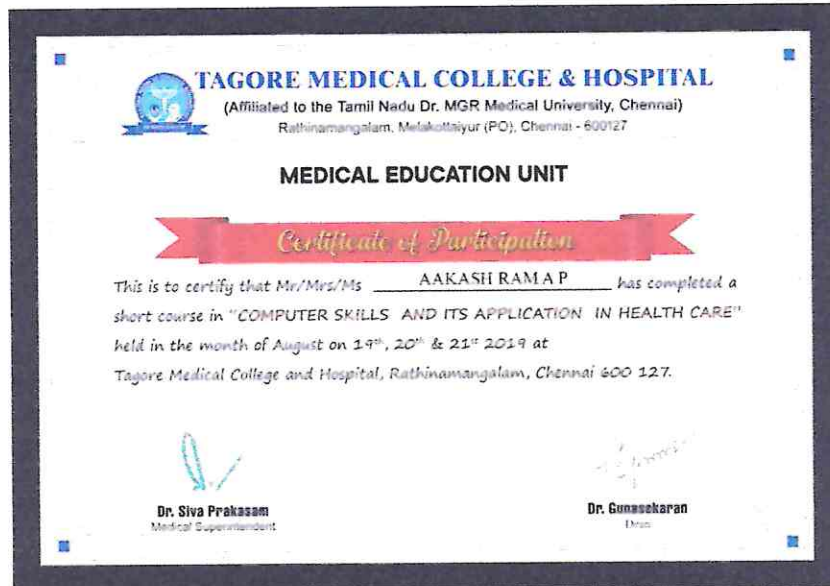 TAGORE MEDICAL COLLEGE & HOSPITAL
(Affiliated to the Tamil Nadu Dr. MGR Medical University, Chennai)
Rathinamangalam, Melakottaiyur (PO), Chennai - 600127
MEDICAL EDUCATION UNIT
Certificate of Participation
This is to certify that Mr/Mrs/Ms AAKASH RAM A P has completed a
short course in "COMPUTER SKILLS AND ITS APPLICATION IN HEALTH CARE"
held in the month of August on 19th, 20th & 21st 2019 at
Tagore Medical College and Hospital, Rathinamangalam, Chennai 600 127.
Dr. Siva Prakasam
Medical Superintendent
Dr. Gunasekaran
Dean